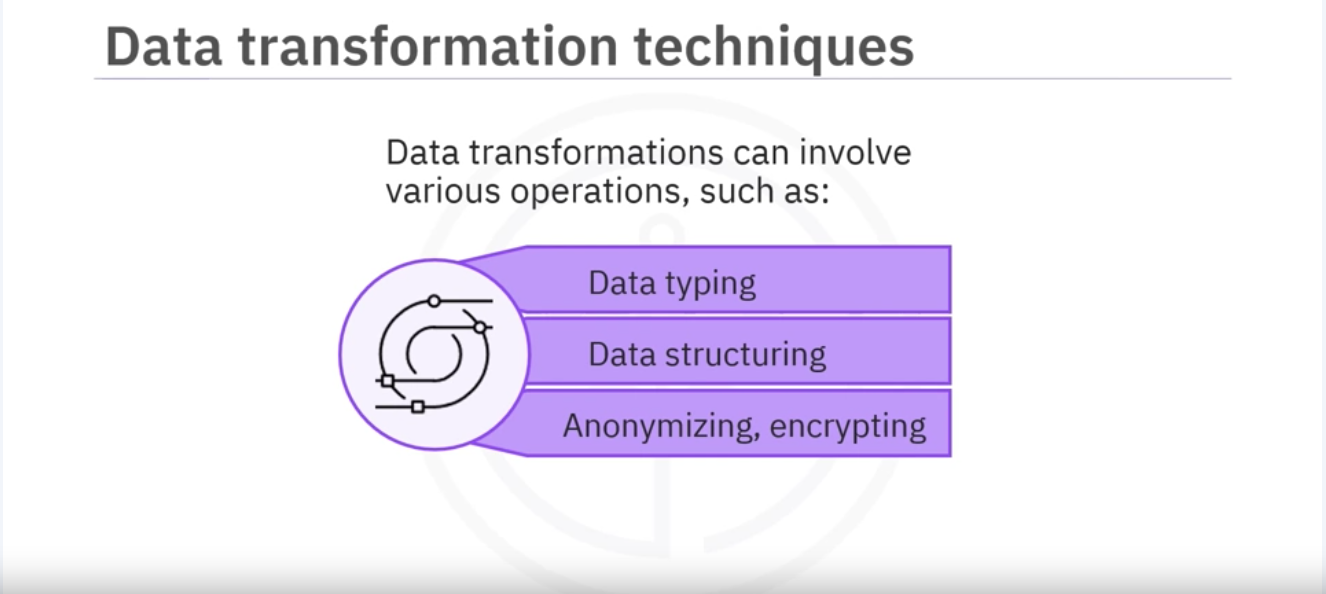 Data transformation techniques
Data transformations can involve
various operations, such as:
Data typing
Data structuring
Anonymizing, encrypting